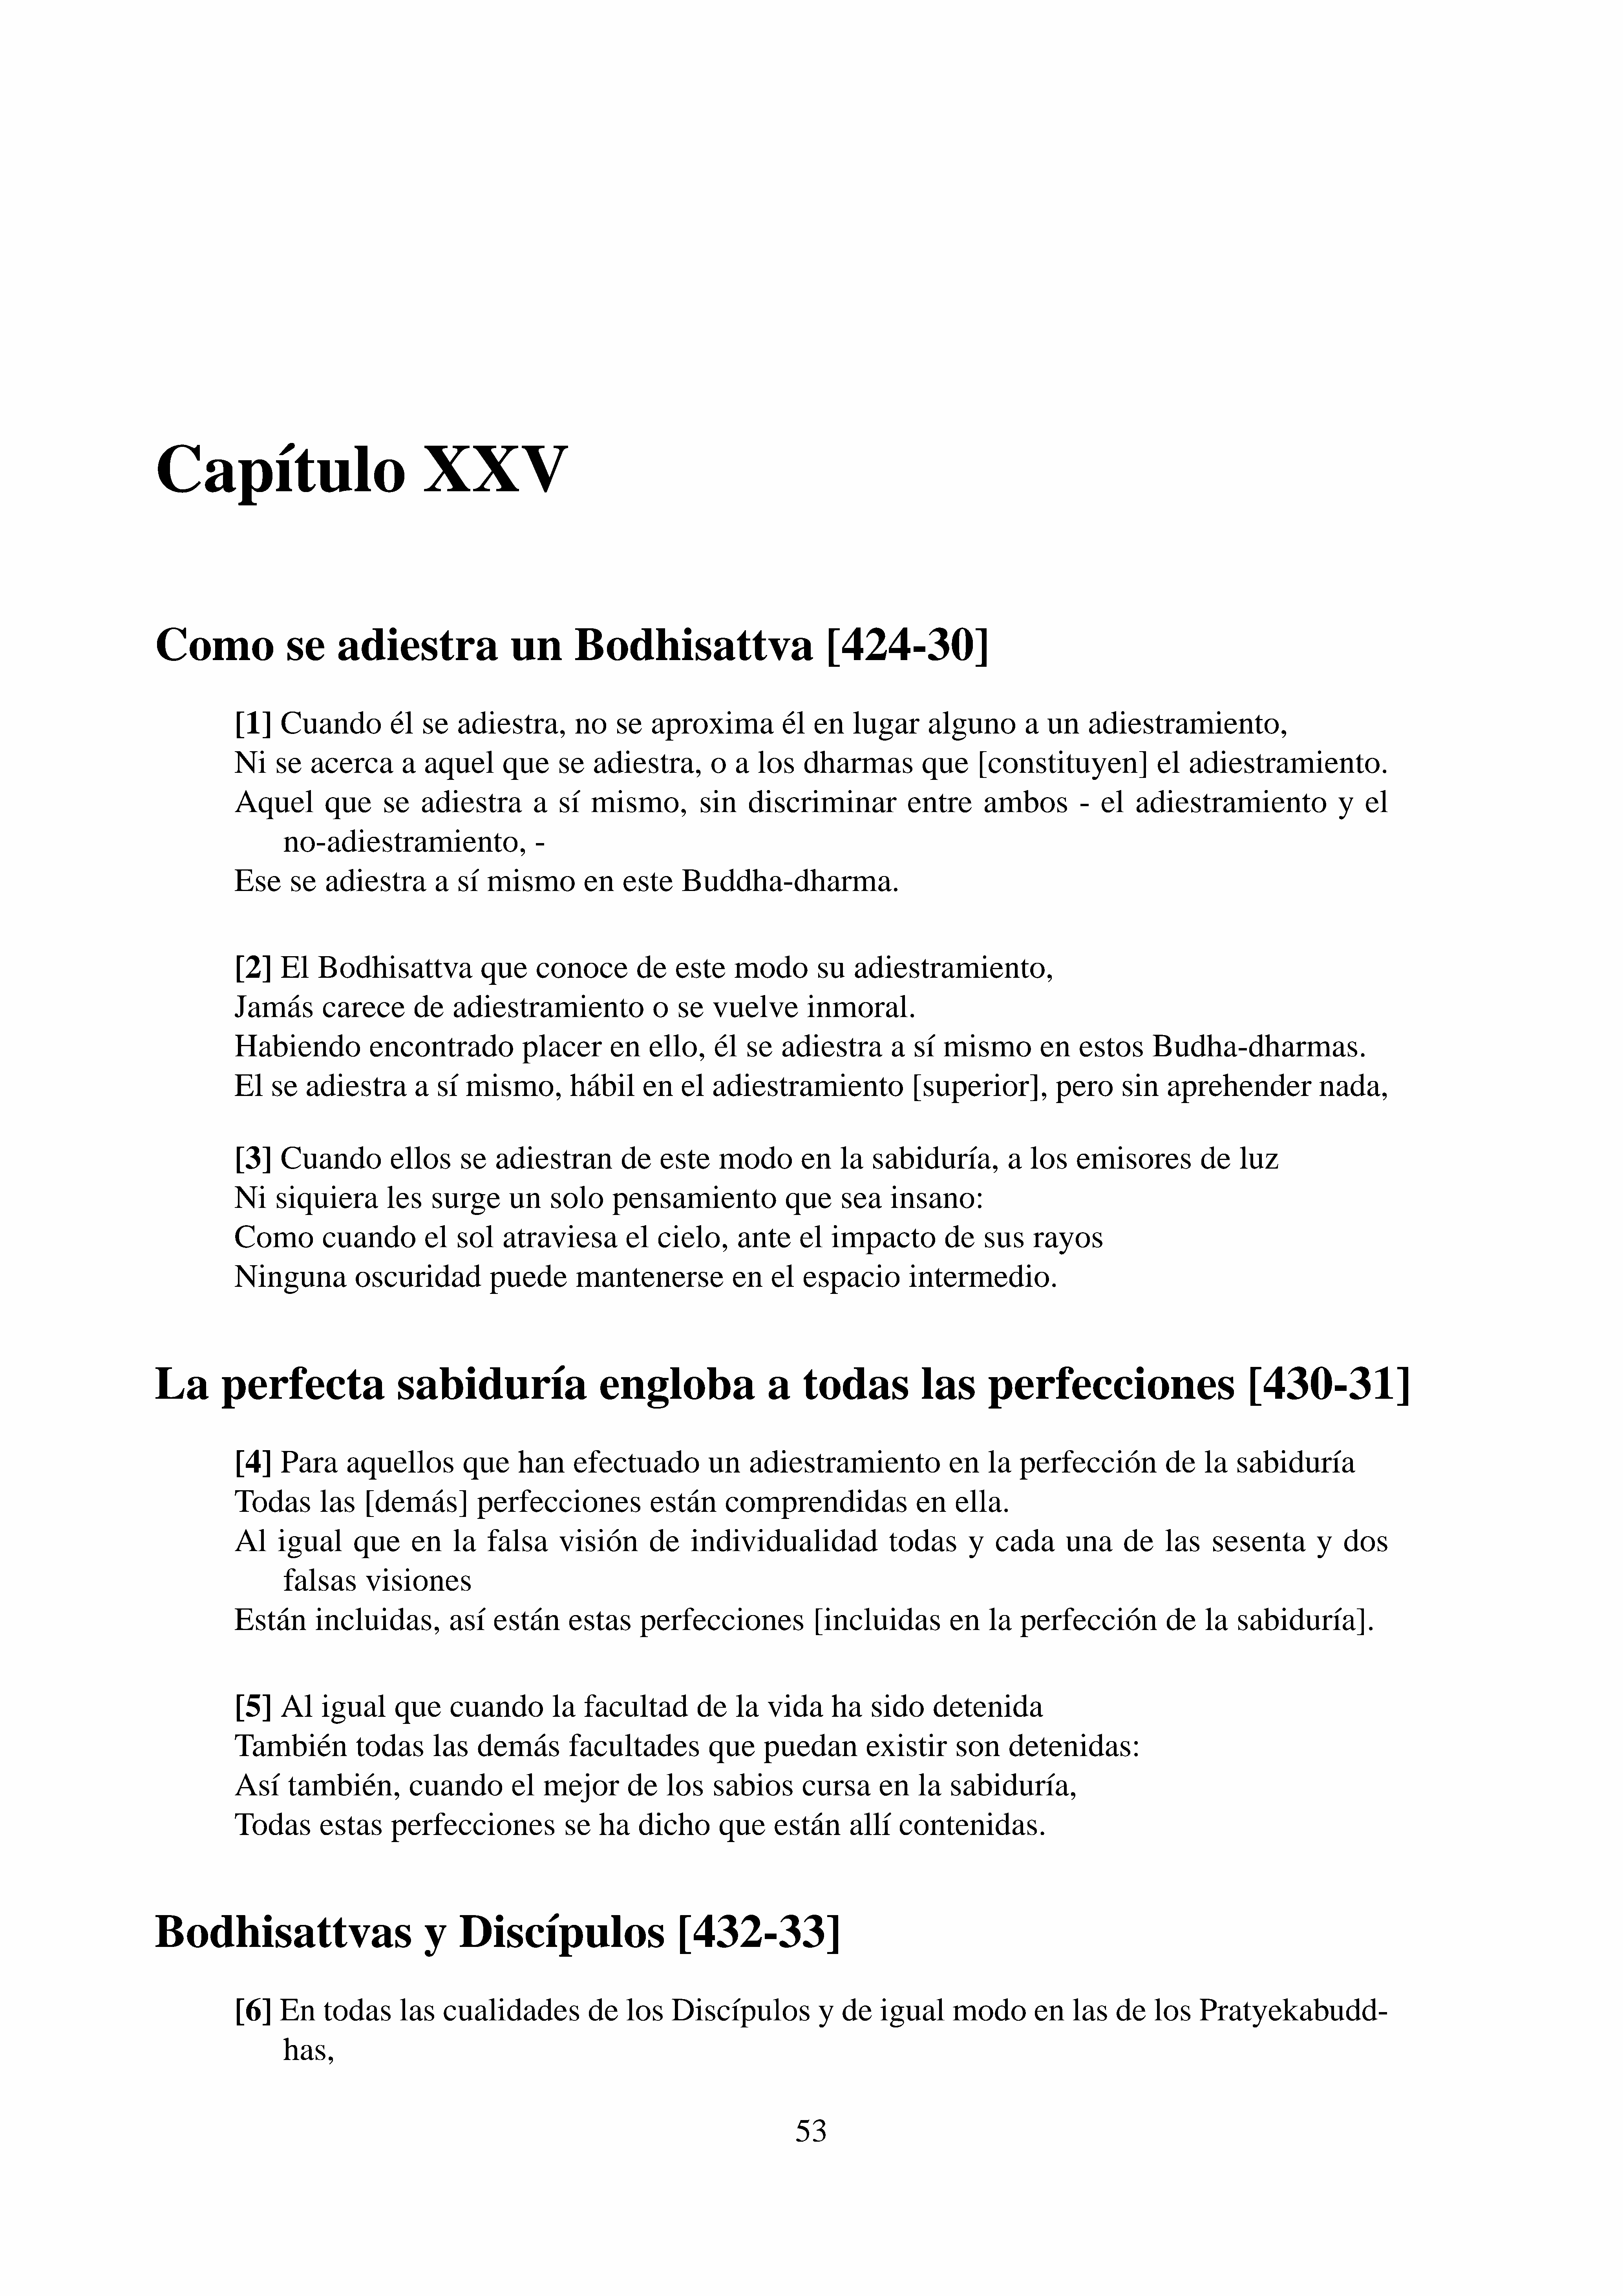 Capítulo XXV
Como se adiestra un Bodhisattva [424-30]
[1] Cuando él se adiestra, no se aproxima él en lugar alguno a un adiestramiento,
Ni se acerca a aquel que se adiestra, o a los dharmas que [constituyen] el adiestramiento.
Aquel que se adiestra a sí mismo, sin discriminar entre ambos - el adiestramiento y el
no-adiestramiento, -
Ese se adiestra a sí mismo en este Buddha-dharma.
[2] El Bodhisattva que conoce de este modo su adiestramiento,
Jamás carece de adiestramiento o se vuelve inmoral.
Habiendo encontrado placer en ello, él se adiestra a sí mismo en estos Budha-dharmas.
El se adiestra a sí mismo, hábil en el adiestramiento [superior], pero sin aprehender nada,
[3] Cuando ellos se adiestran de este modo en la sabiduría, a los emisores de luz
Ni siquiera les surge un solo pensamiento que sea insano:
Como cuando el sol atraviesa el cielo, ante el impacto de sus rayos
Ninguna oscuridad puede mantenerse en el espacio intermedio.
La perfecta sabiduría engloba a todas las perfecciones [430-31]
[4] Para aquellos que han efectuado un adiestramiento en la perfección de la sabiduría
Todas las [demás] perfecciones están comprendidas en ella.
Al igual que en la falsa visión de individualidad todas y cada una de las sesenta y dos
falsas visiones
Están incluidas, así están estas perfecciones [incluidas en la perfección de la sabiduría].
[5] Al igual que cuando la facultad de la vida ha sido detenida
También todas las demás facultades que puedan existir son detenidas:
Así también, cuando el mejor de los sabios cursa en la sabiduría,
Todas estas perfecciones se ha dicho que están allí contenidas.
Bodhisattvas y Discípulos [432-33]
[6] En todas las cualidades de los Discípulos y de igual modo en las de los Pratyekabudd-
has,
53